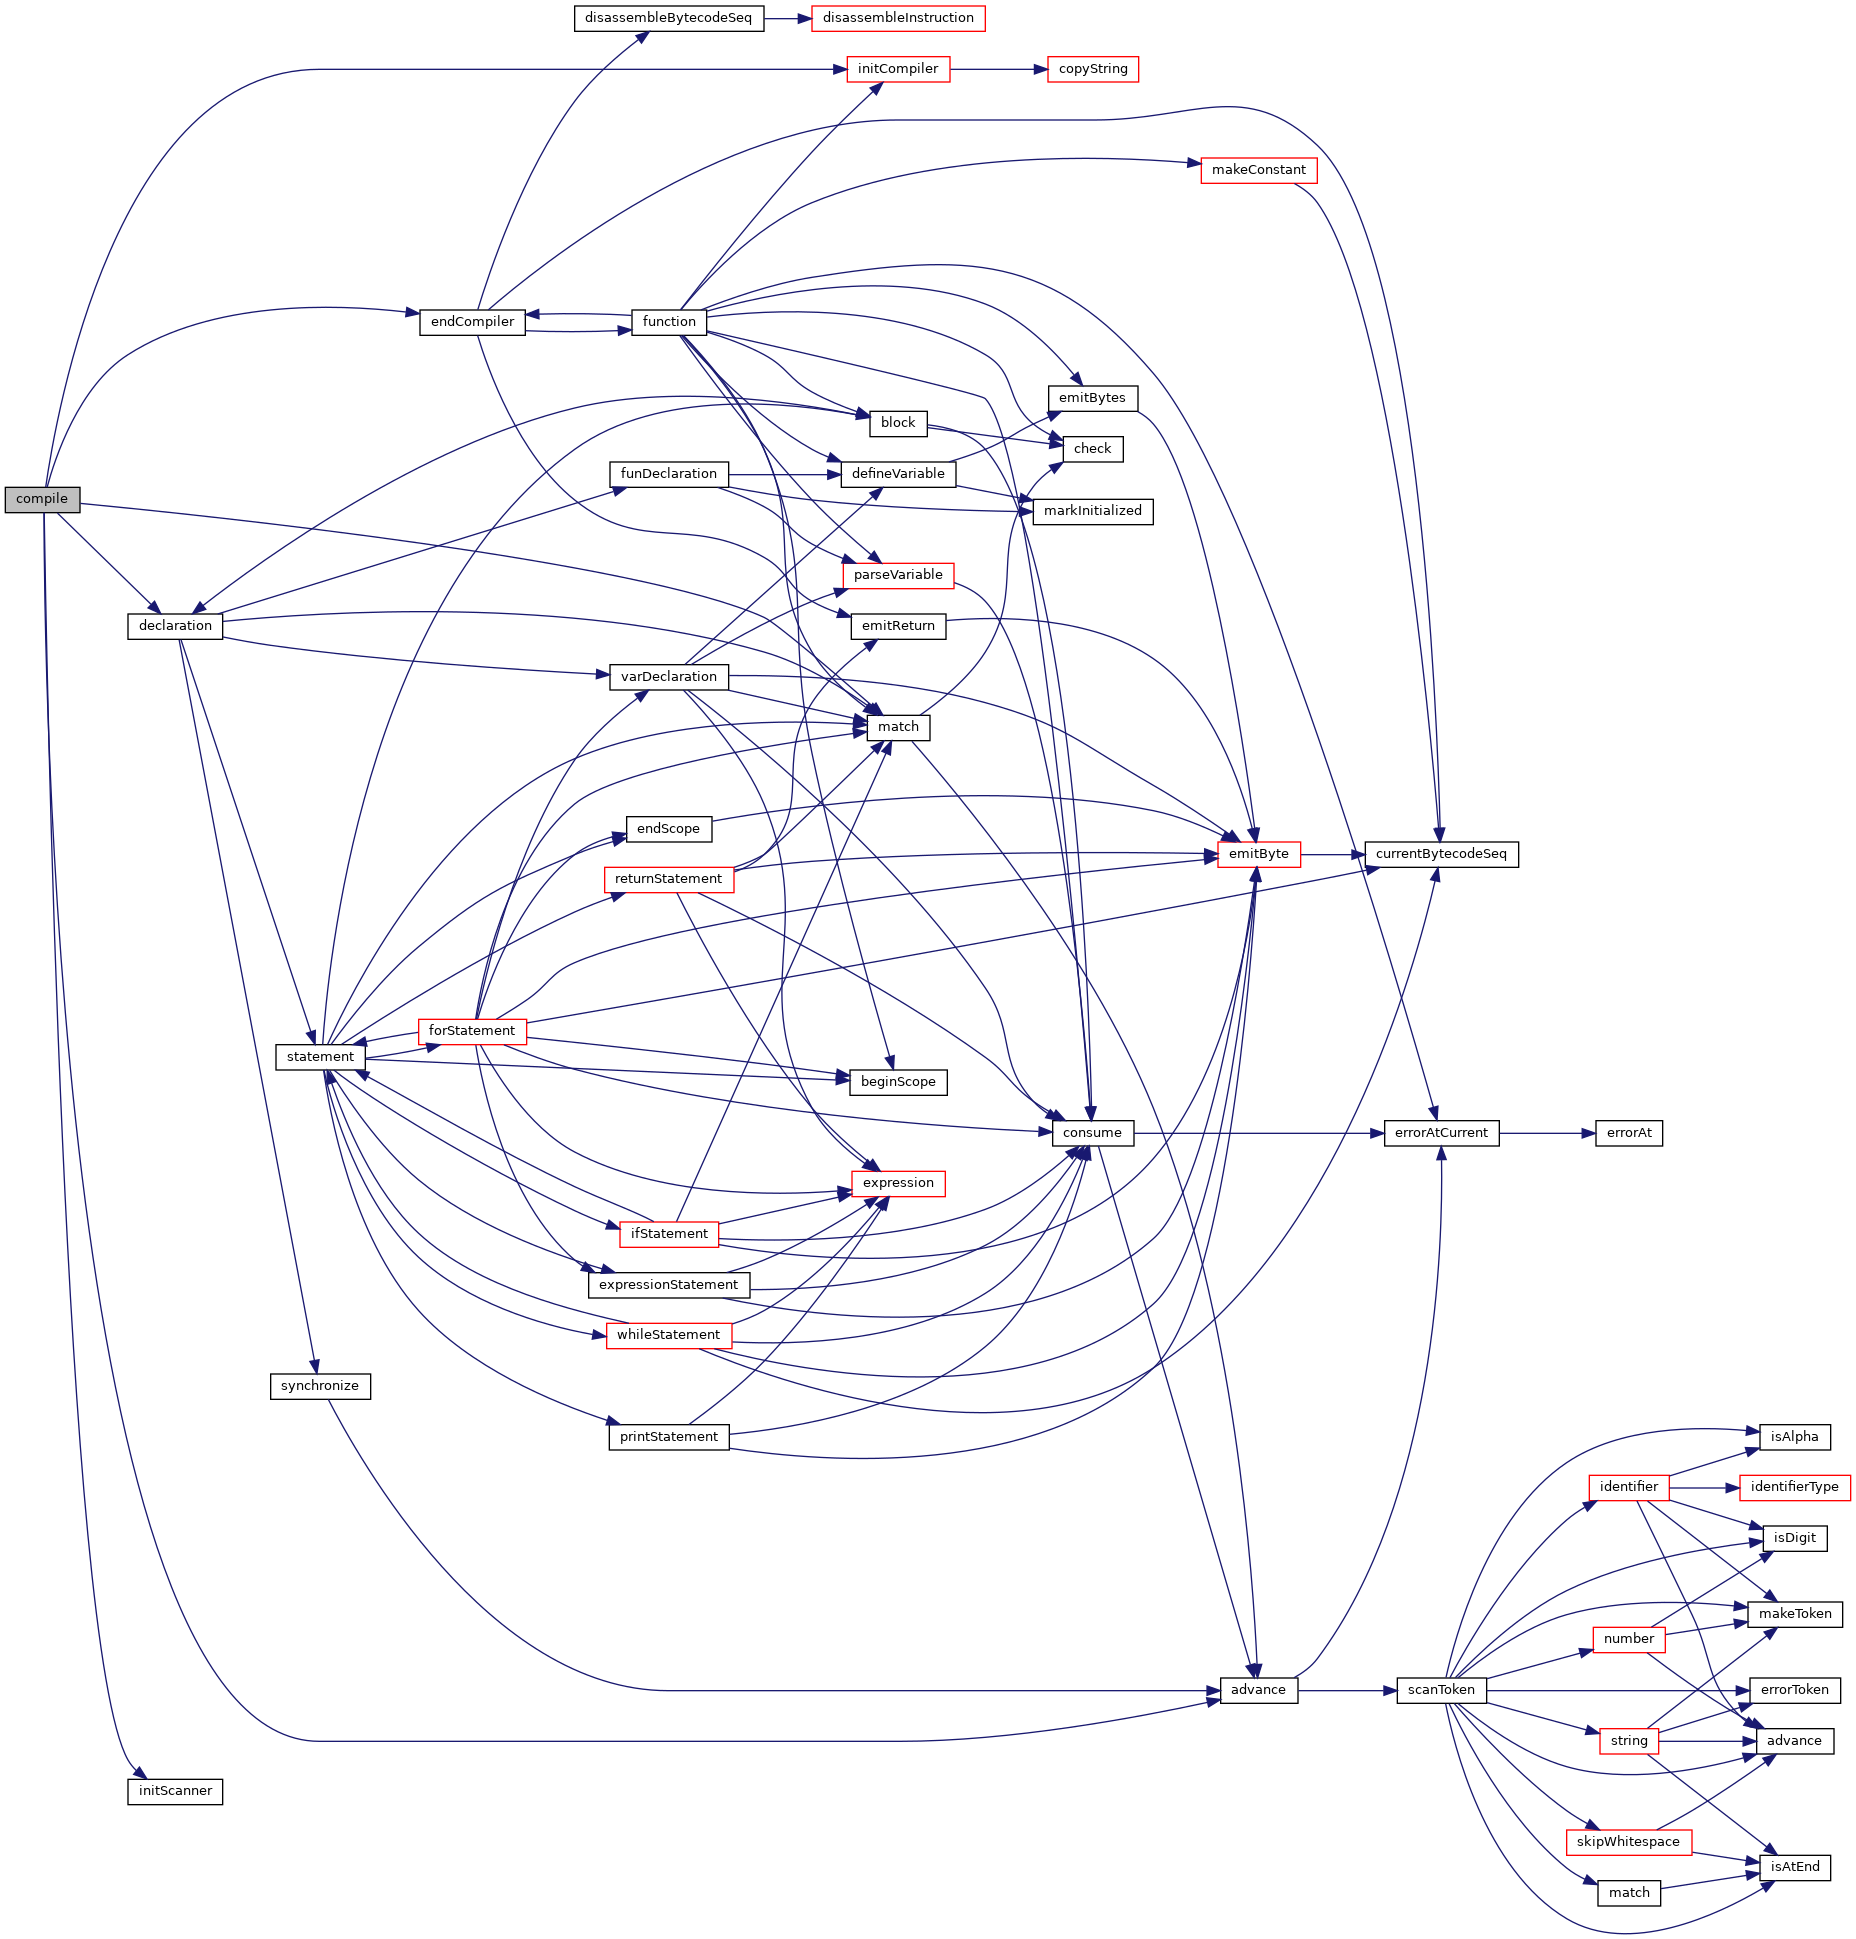 disassembleBytecodeSeq
disassembleInstruction
initCompiler
copyString
makeConstant
endCompiler
function
emitBytes
block
check
funDeclaration
defineVariable
compile
markInitialized
parseVariable
declaration
emitReturn
varDeclaration
match
endScope
emitByte
currentBytecodeSeq
returnStatement
forStatement
statement
beginScope
consume
errorAtCurrent
errorAt
expression
ifStatement
expressionStatement
whileStatement
synchronize
printStatement
isAlpha
identifier
identifierType
isDigit
makeToken
number
advance
scanToken
errorToken
string
advance
initScanner
skipWhitespace
isAtEnd
match